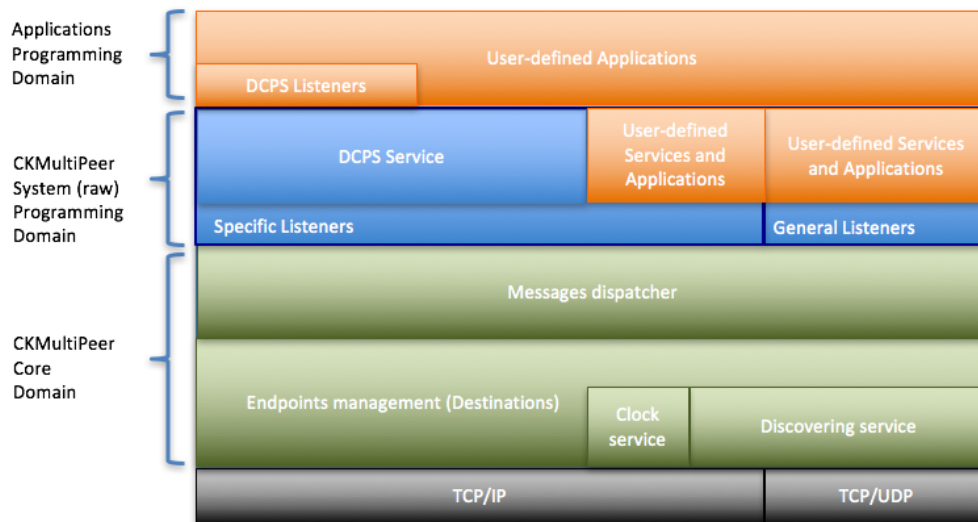 Applications
Programming
Domain
User-defined Applications
DCPS Listeners
CKMultiPeer
System (raw)
Programming
Domain
DCPS Service
User-defined
Services and
Applications
User-defined Services
and Applications
Specific Listeners
General Listeners
CKMultiPeer
Core
Domain
Messages dispatcher
Endpoints management (Destinations)
Clock
service
Discovering service
TCP/IP
TCP/UDP